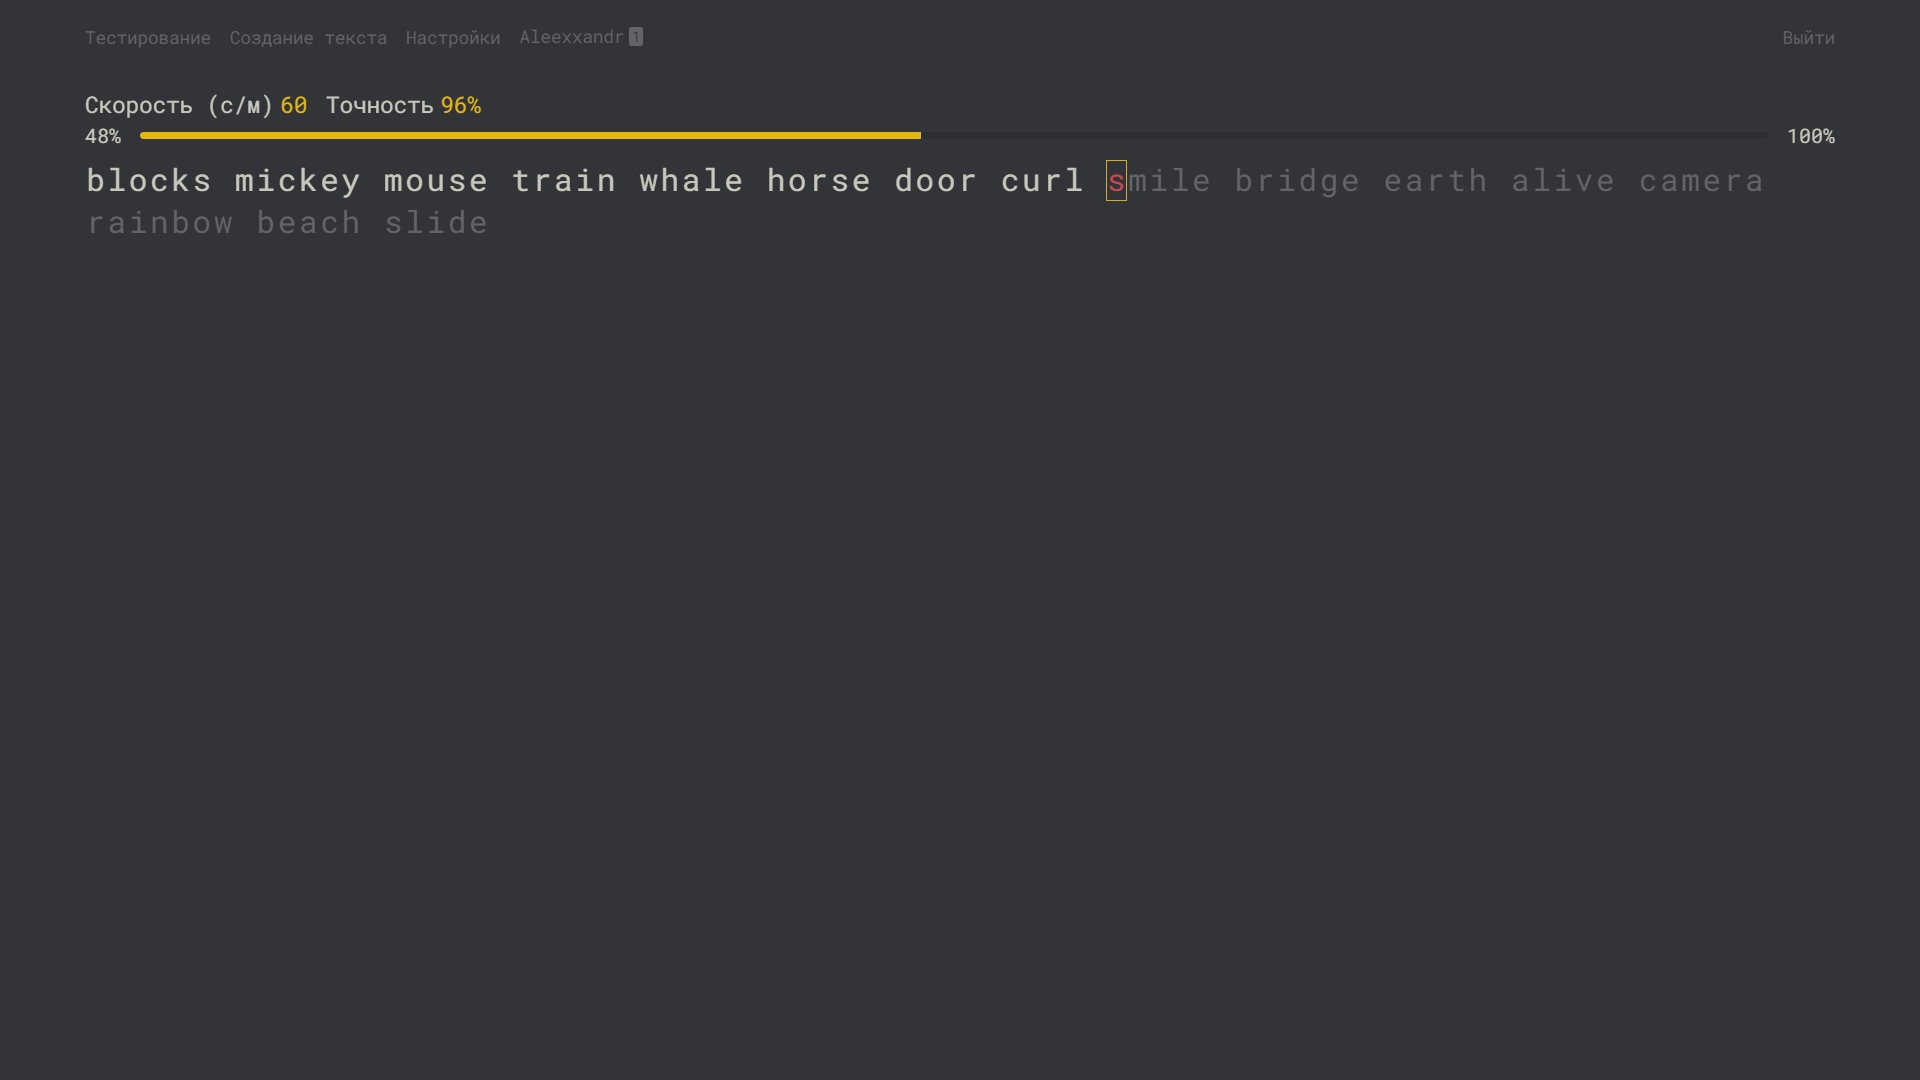 Тестирование Создание текста Настройки Aleexxandr 1 Выйти
Скорость (с/м) 60 Точность 96%
48% 100%
blocks mickey mouse train whale horse door curl smile bridge earth alive camera
rainbow beach slide